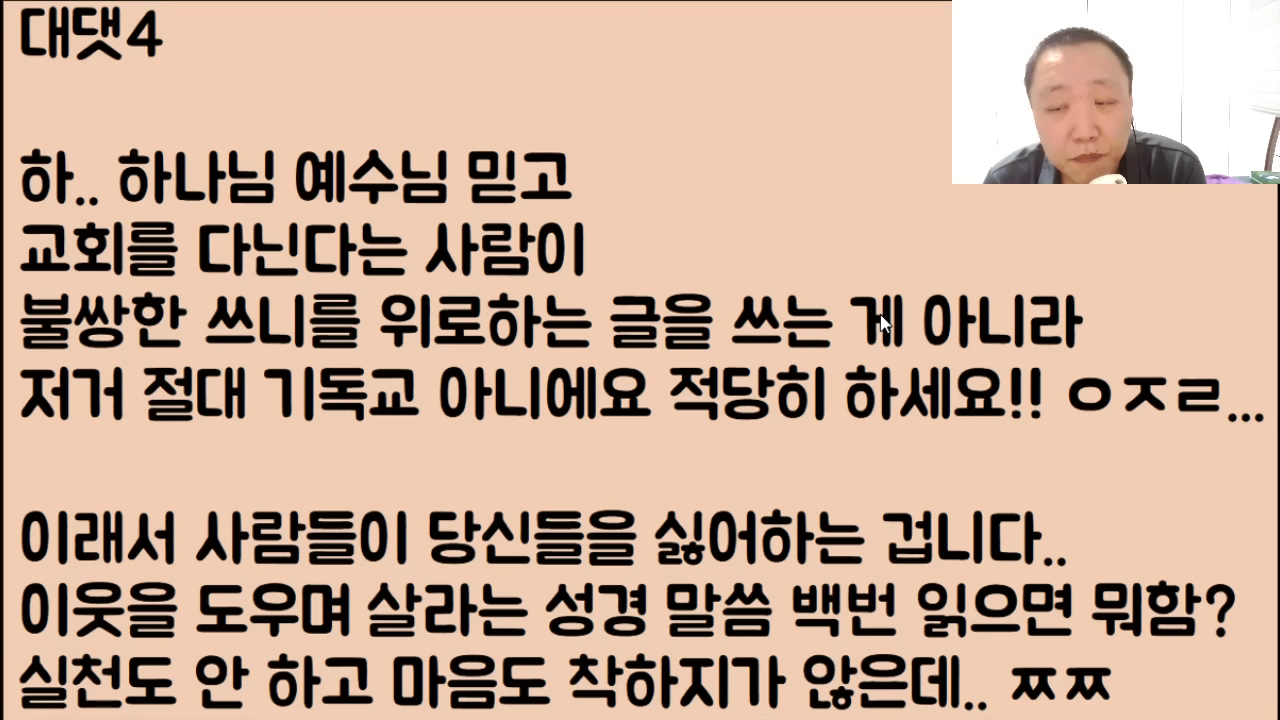 대댓4
하.. 하나님 예수님 믿고
교회를 다닌다는 사람이
불쌍한 쓰니를 위로하는 글을 쓰는 게 아니라
저거 절대 기독교 아니에요 적당히 하세요!! ㅇㅈㄹ...
이래서 사람들이 당신들을 싫어하는 겁니다..
이웃을 도우며 살라는 성경 말씀 백번 읽으면 뭐함?
실천도 안 하고 마음도 착하지가 않은데.. ㅉㅉ